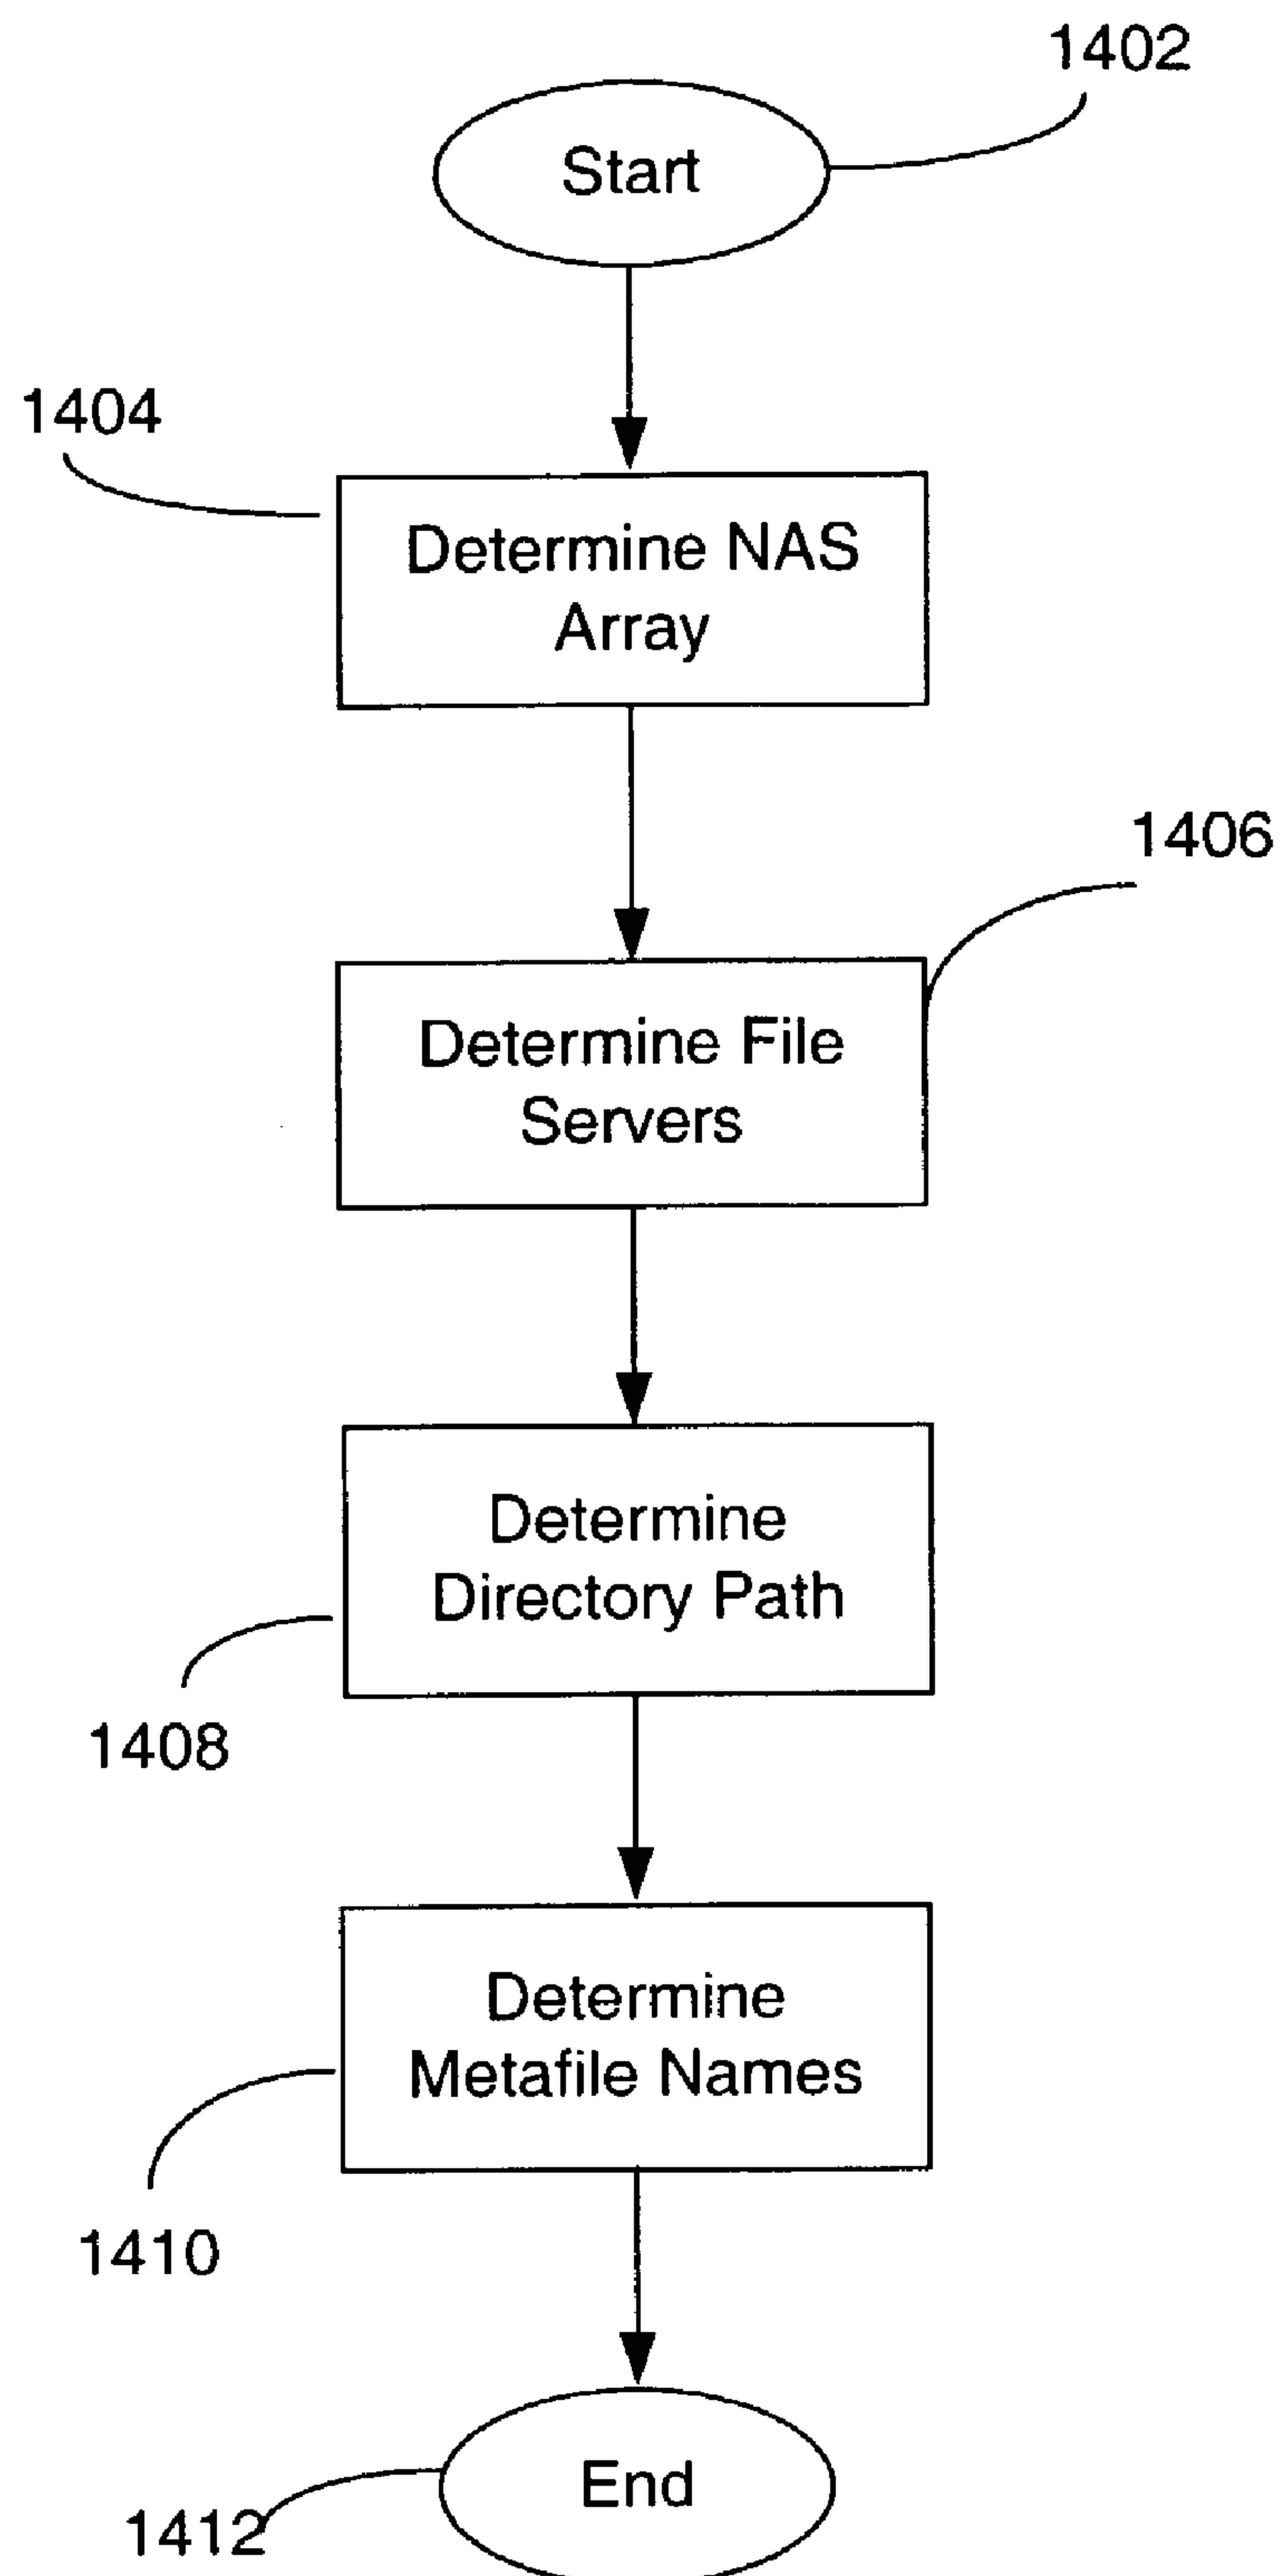 1402
Start
1404
Determine NAS
Array
1406
Determine File
Servers
Determine
Directory Path
1408
Determine
Metafile Names
1410
End
1412